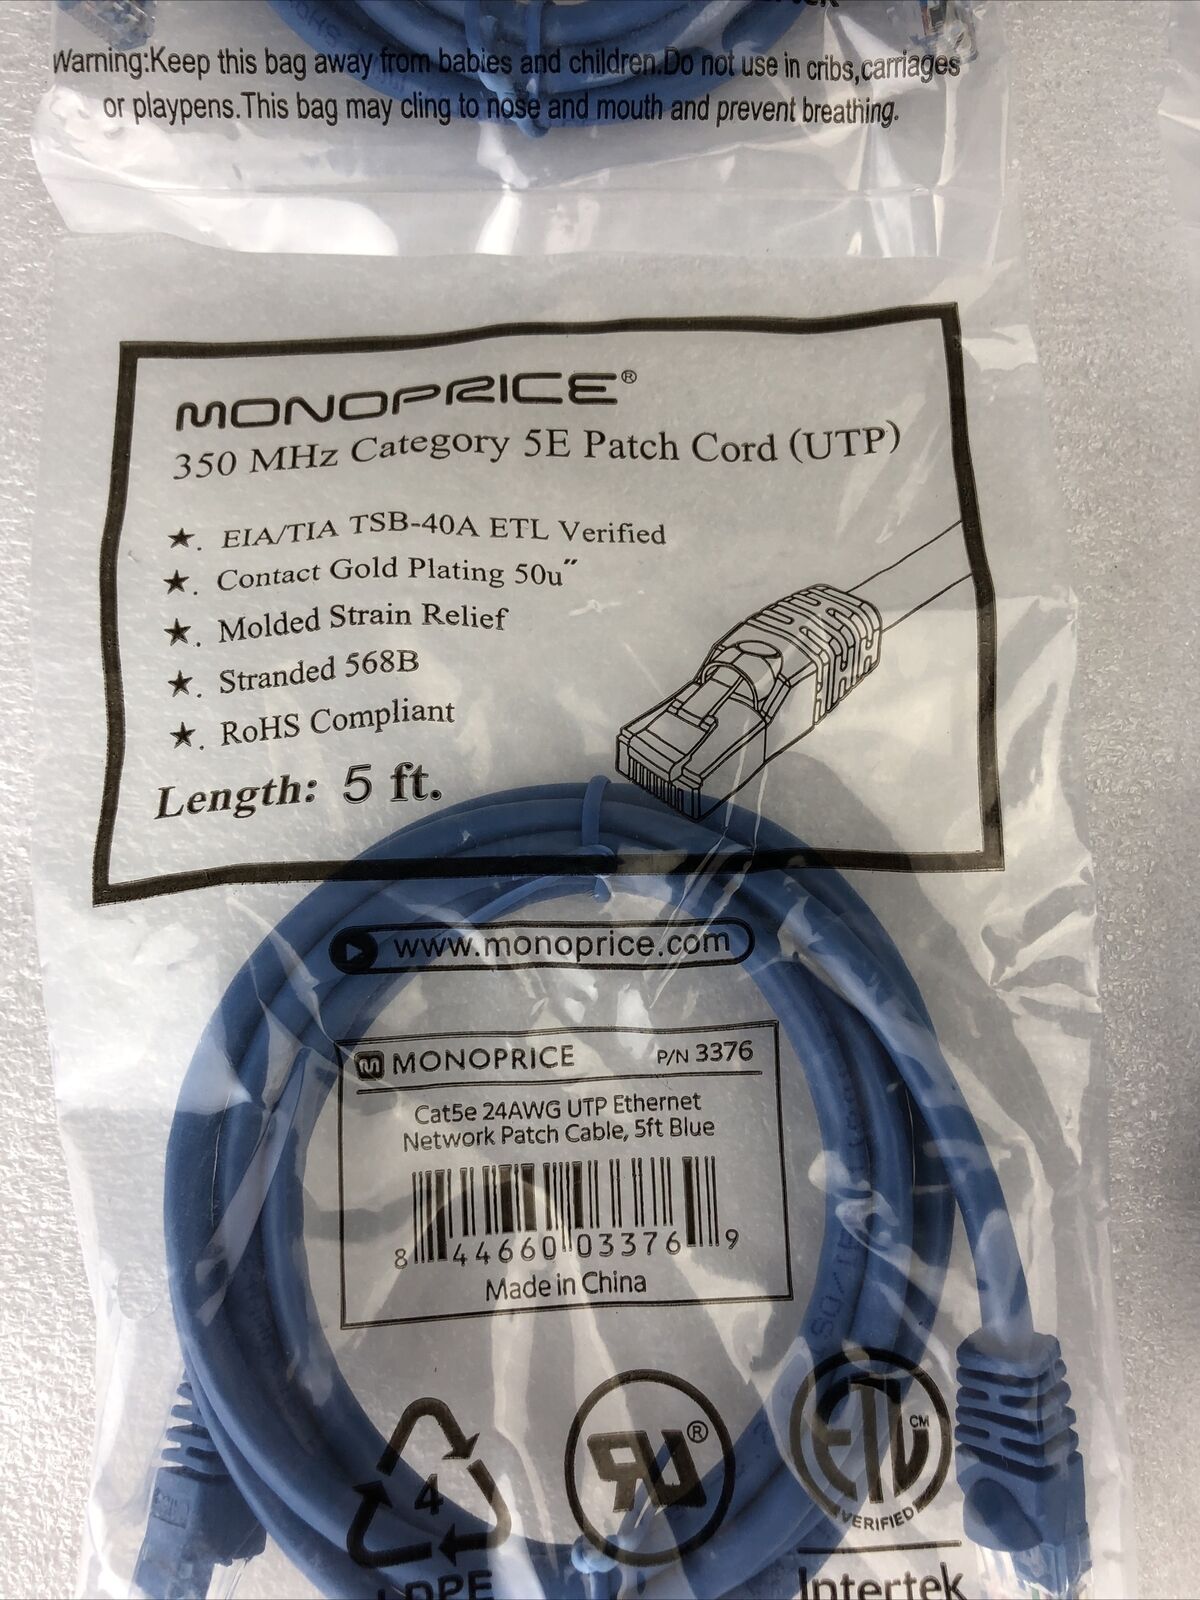 Warning:Keep this bag away from babies and children.Do not use in cribs,carriages
or playpens.This bag may cling to nose and mouth and prevent breathing.
MONOPRICE®
350 MHz Category 5E Patch Cord (UTP)
★. EIA/TIA TSB-40A ETL Verified
★. Contact Gold Plating 50u"
★. Molded Strain Relief
★. Stranded 568B
★. RoHS Compliant
Length: 5 ft.
www.monoprice.com
MONOPRICE P/N 3376
Cat5e 24AWG UTP Ethernet
Network Patch Cable, 5ft Blue
8 44660 03376 9
Made in China
4
LDPE
RU®
ETL CM
VERIFIED
Intertek